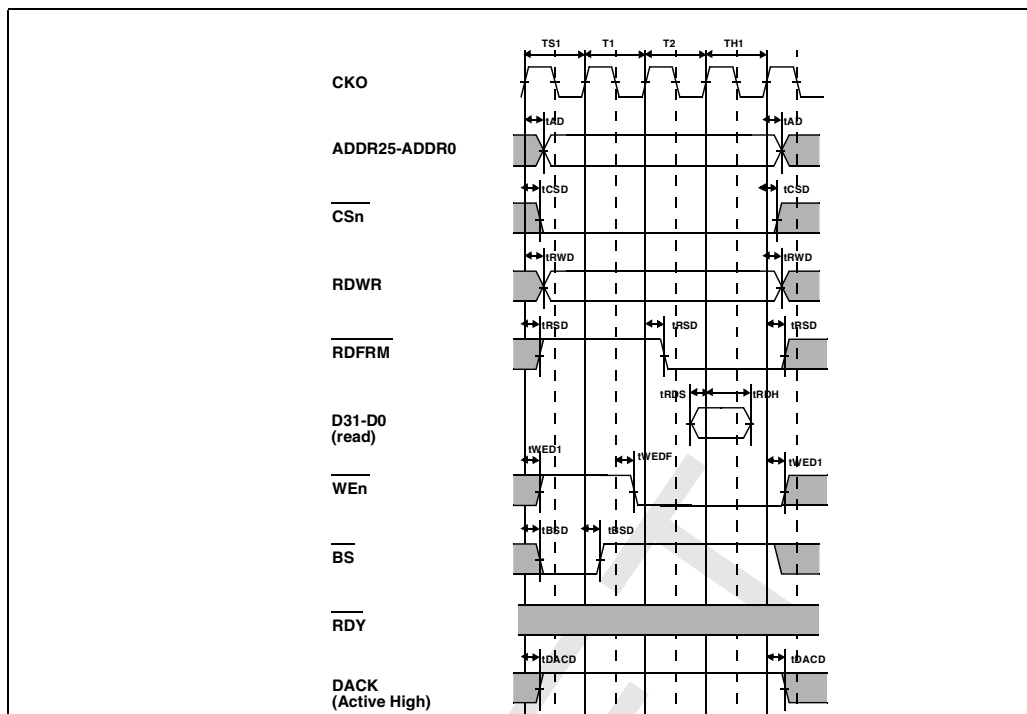 TS1 T1 T2 TH1
CKO
tAD tAD
ADDR25-ADDR0
tCSD tCSD
CSn
tRWD tRWD
RDWR
tRSD tRSD tRSD
RDFRM
tRDS tRDH
D31-D0
(read)
tWED1 tWEDF tWED1
WEn
tBSD tBSD
BS
RDY
tDACD tDACD
DACK
(Active High)